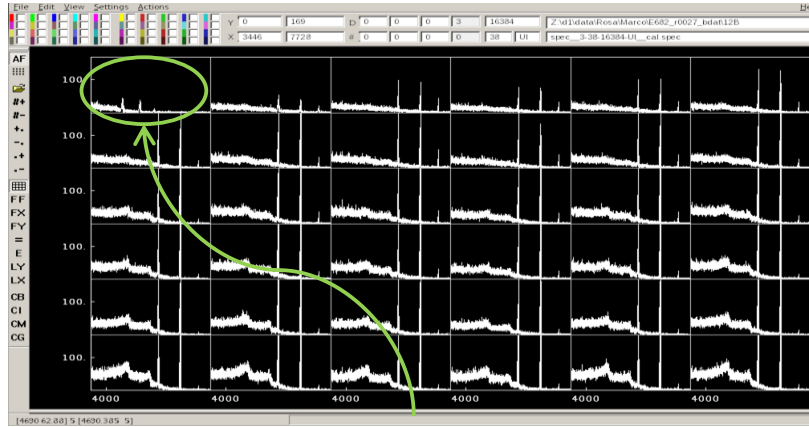 File Edit View Settings Actions
Y 0 169 D 0 0 0 3 16384 Z:\d1\data\Rosa\Marco\E682_r0027_bdat\12B
X 3446 7728 # 0 0 0 0 38 UI spec__3-38-16384-UI__cal.spec
AF
#+
#-
+.
-.
.+
.-
FF
FX
FY
=
E
LY
LX
CB
CI
CM
CG
100.
100.
100.
100.
100.
100.
4000 4000 4000 4000 4000 4000
[4690 62.88] 5 [4690.385 5]